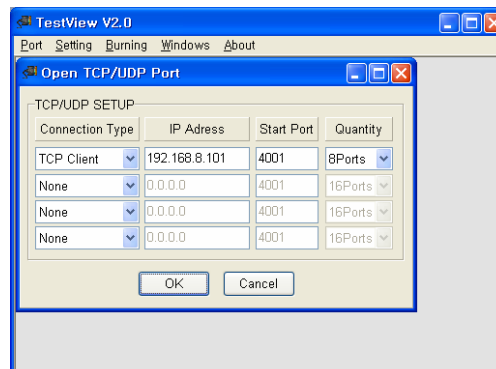 TestView V2.0
Port Setting Burning Windows About
Open TCP/UDP Port
TCP/UDP SETUP
Connection Type IP Adress Start Port Quantity
TCP Client 192.168.8.101 4001 8Ports
None 0.0.0.0 4001 16Ports
None 0.0.0.0 4001 16Ports
None 0.0.0.0 4001 16Ports
OK Cancel